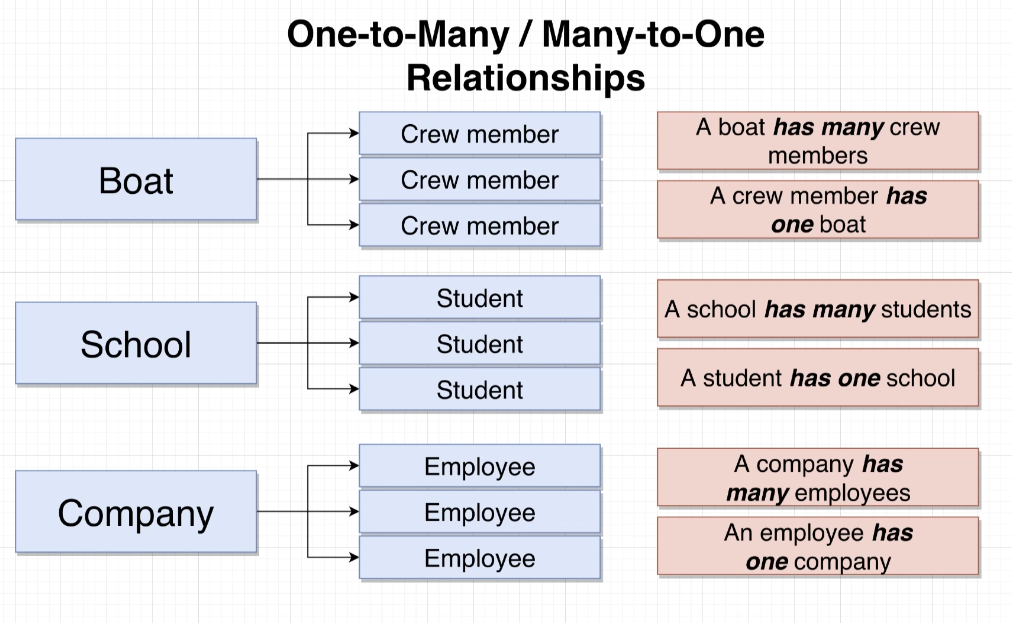 One-to-Many / Many-to-One
Relationships
Boat
Crew member
Crew member
Crew member
A boat has many crew
members
A crew member has
one boat
School
Student
Student
Student
A school has many students
A student has one school
Company
Employee
Employee
Employee
A company has
many employees
An employee has
one company